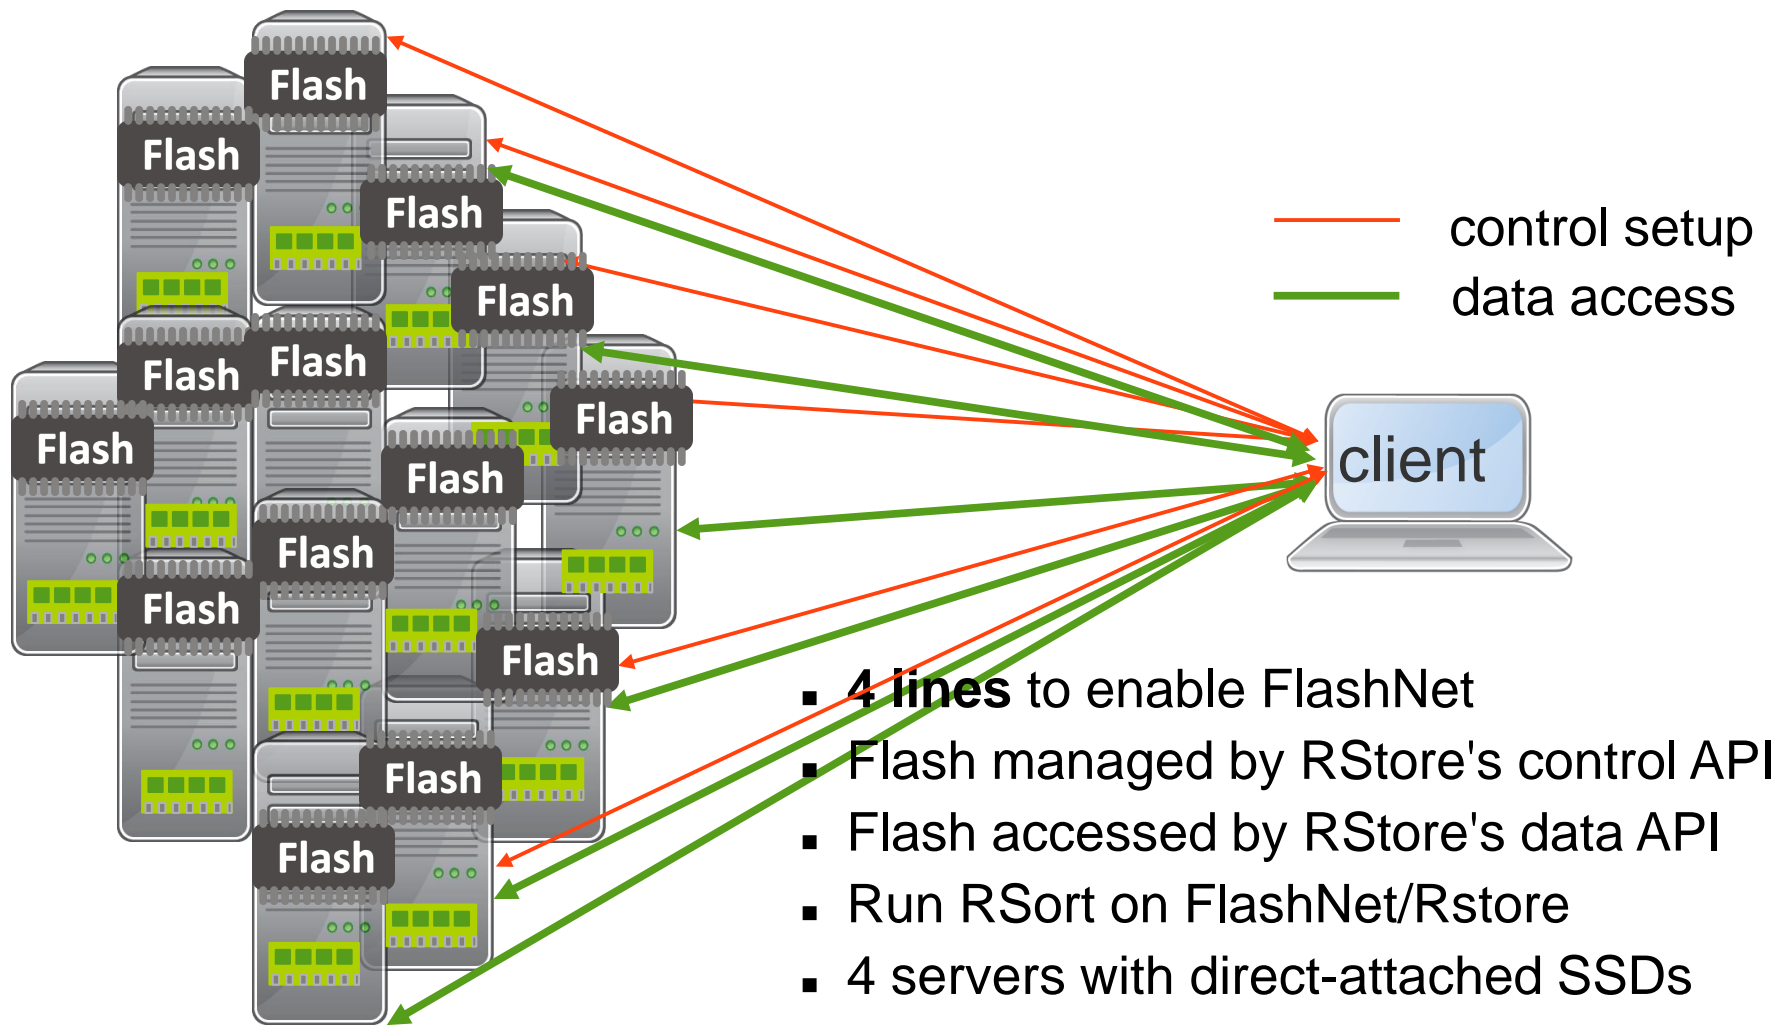 Flash
Flash
Flash
Flash
Flash
Flash
Flash
Flash
Flash
Flash
Flash
Flash
Flash
Flash
control setup
data access
client
▪ 4 lines to enable FlashNet
▪ Flash managed by RStore's control API
▪ Flash accessed by RStore's data API
▪ Run RSort on FlashNet/Rstore
▪ 4 servers with direct-attached SSDs